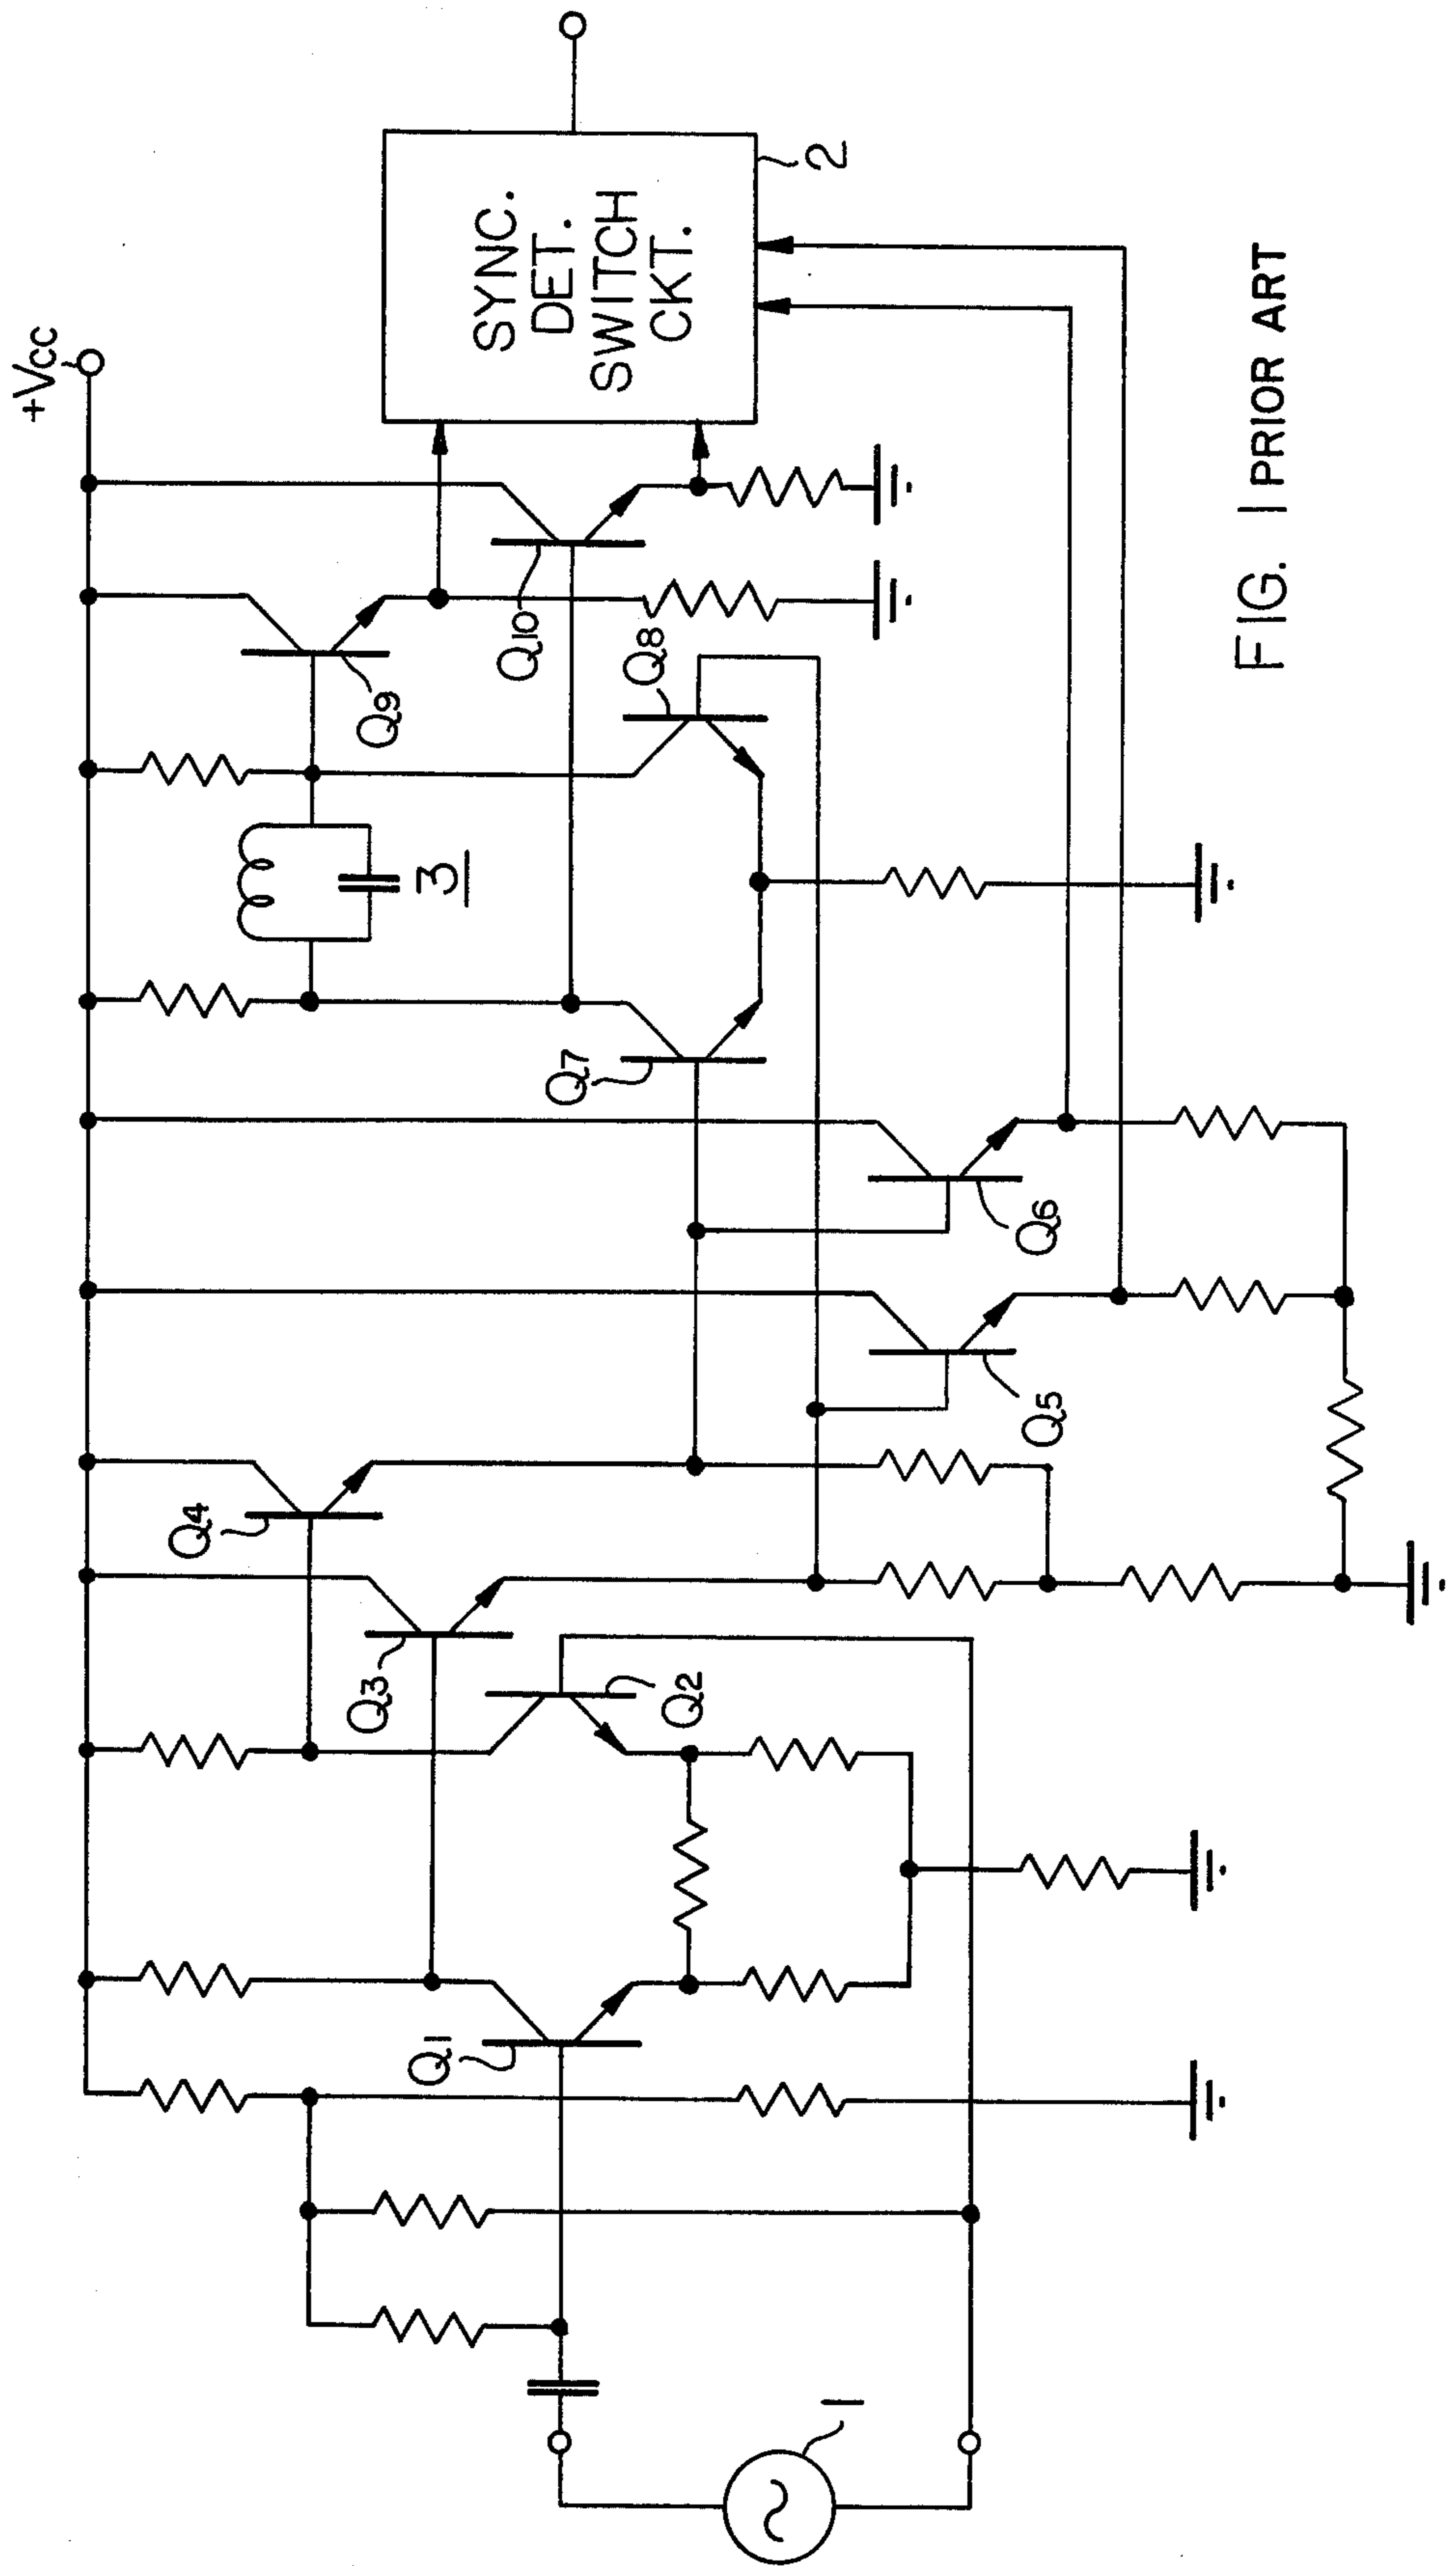 +Vcc
SYNC.
DET.
SWITCH
CKT.
2
Q9
Q10
Q8
3
Q7
Q6
Q5
Q4
Q3
Q2
Q1
1
FIG. 1 PRIOR ART